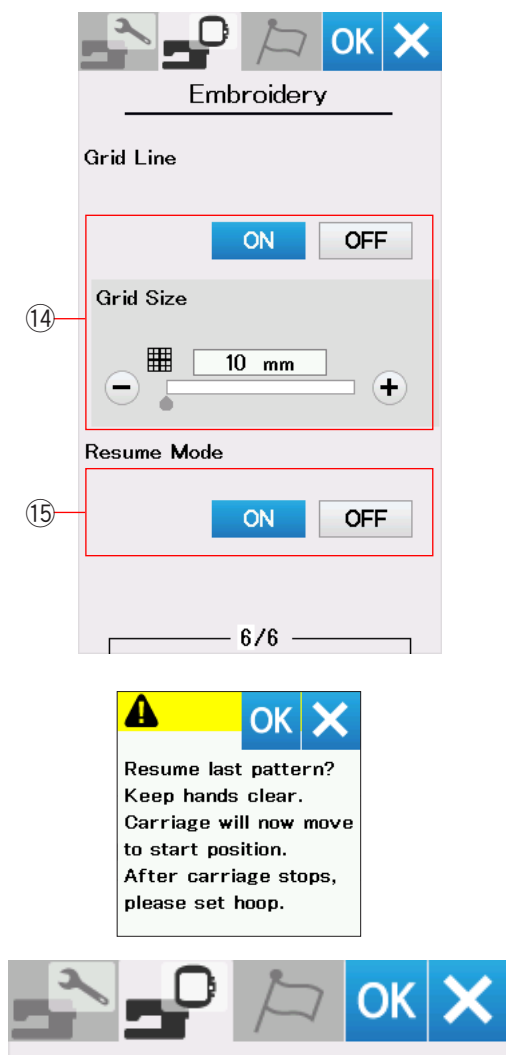 OK
Embroidery
Grid Line
ON OFF
Grid Size
⑭
10 mm
Resume Mode
⑮
ON OFF
6/6
OK
Resume last pattern?
Keep hands clear.
Carriage will now move
to start position.
After carriage stops,
please set hoop.
OK